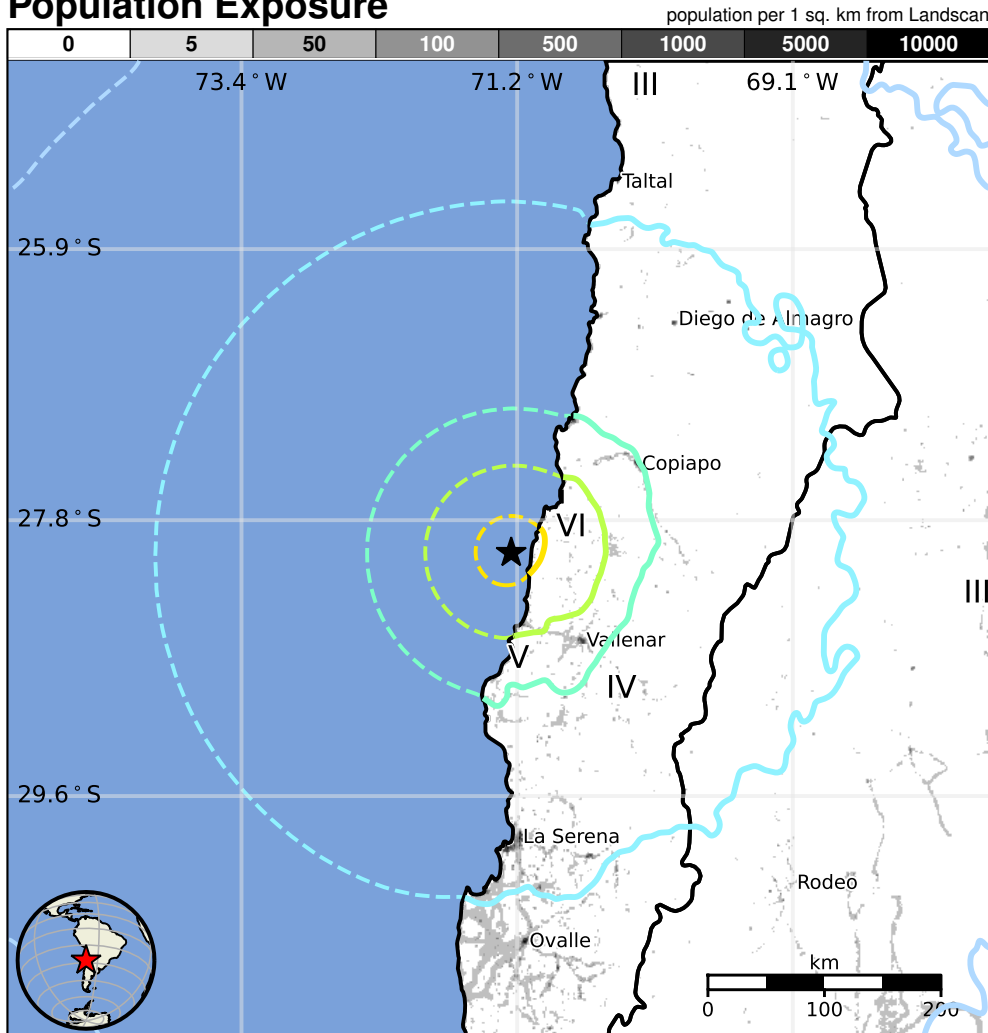 Population Exposure
population per 1 sq. km from Landscan
0 5 50 100 500 1000 5000 10000
73.4°W 71.2°W III 69.1°W
Taltal
25.9°S
Diego de Almagro
Copiapo
27.8°S
VI
III
Vallenar
V
IV
29.6°S
La Serena
Rodeo
Ovalle
km
0 100 200